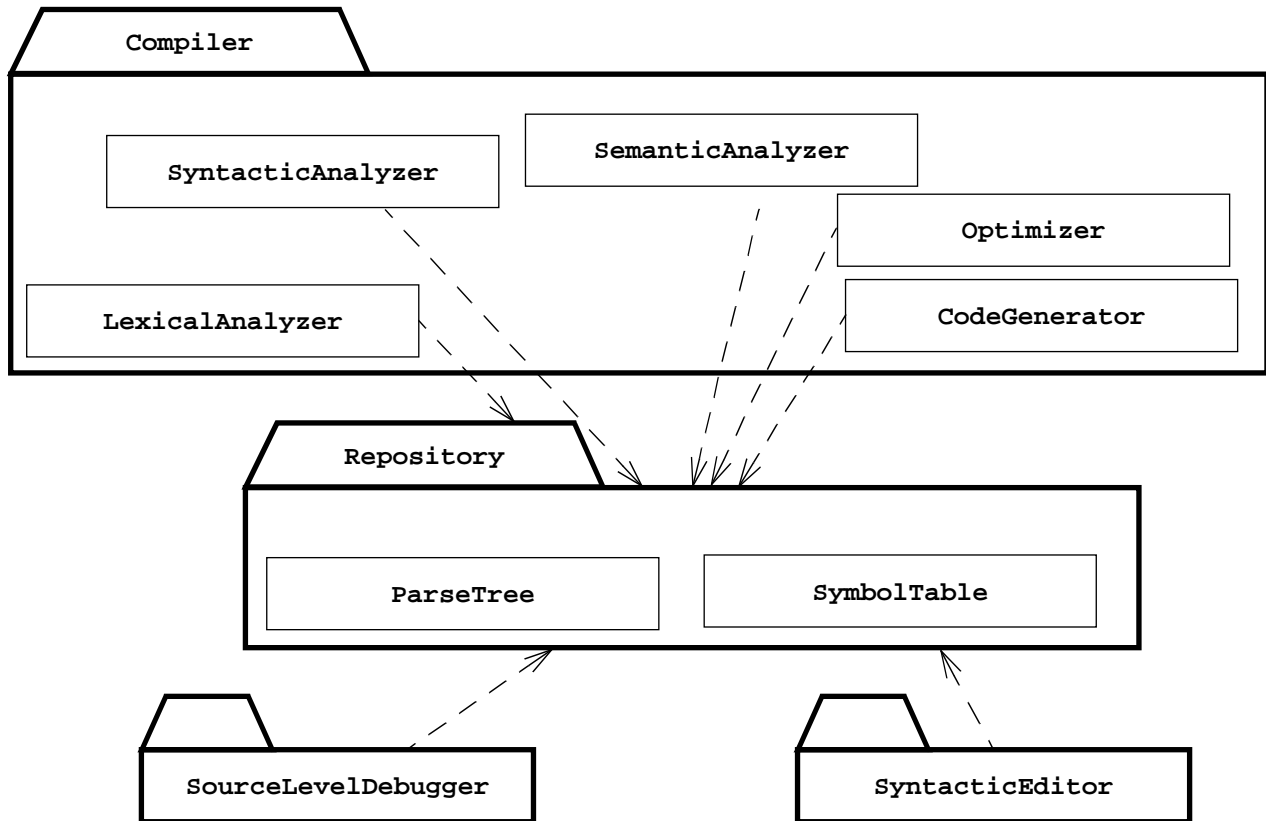 Compiler
SyntacticAnalyzer
SemanticAnalyzer
Optimizer
LexicalAnalyzer
CodeGenerator
Repository
ParseTree
SymbolTable
SourceLevelDebugger
SyntacticEditor